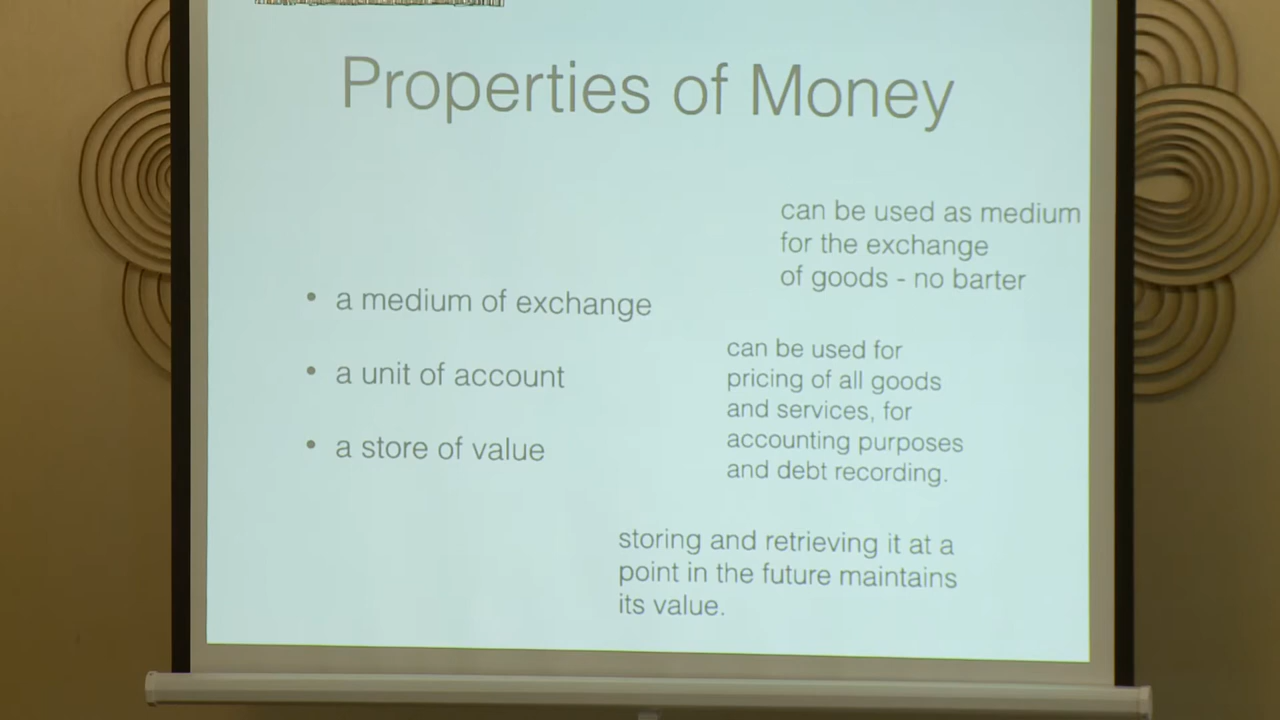 Properties of Money
can be used as medium
for the exchange
of goods - no barter
• a medium of exchange
• a unit of account
• a store of value
can be used for
pricing of all goods
and services, for
accounting purposes
and debt recording.
storing and retrieving it at a
point in the future maintains
its value.